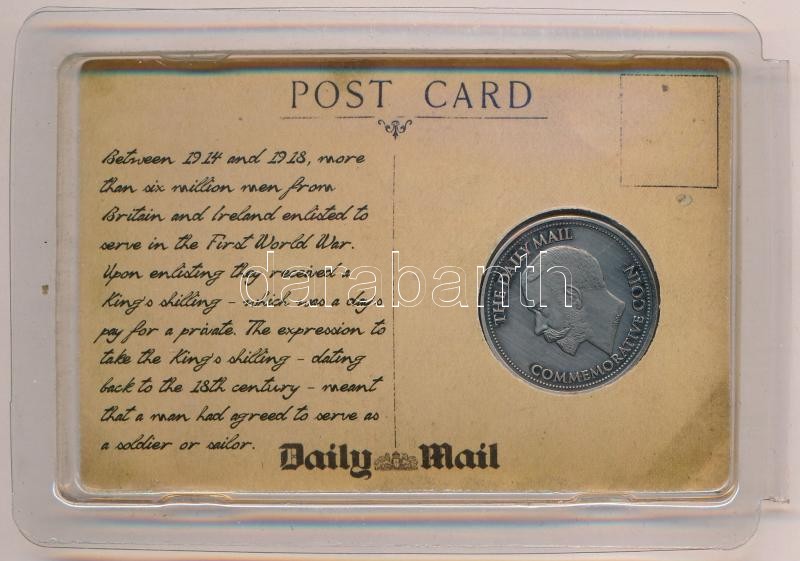 POST CARD
Between 1914 and 1918, more
than six million men from
Britain and Ireland enlisted to
serve in the First World War.
Upon enlisting they received a
King's shilling - which was a day's
pay for a private. The expression to
take the King's shilling - dating
back to the 18th century - meant
that a man had agreed to serve as
a soldier or sailor.
THE DAILY MAIL
COMMEMORATIVE COIN
Daily Mail
darabanth